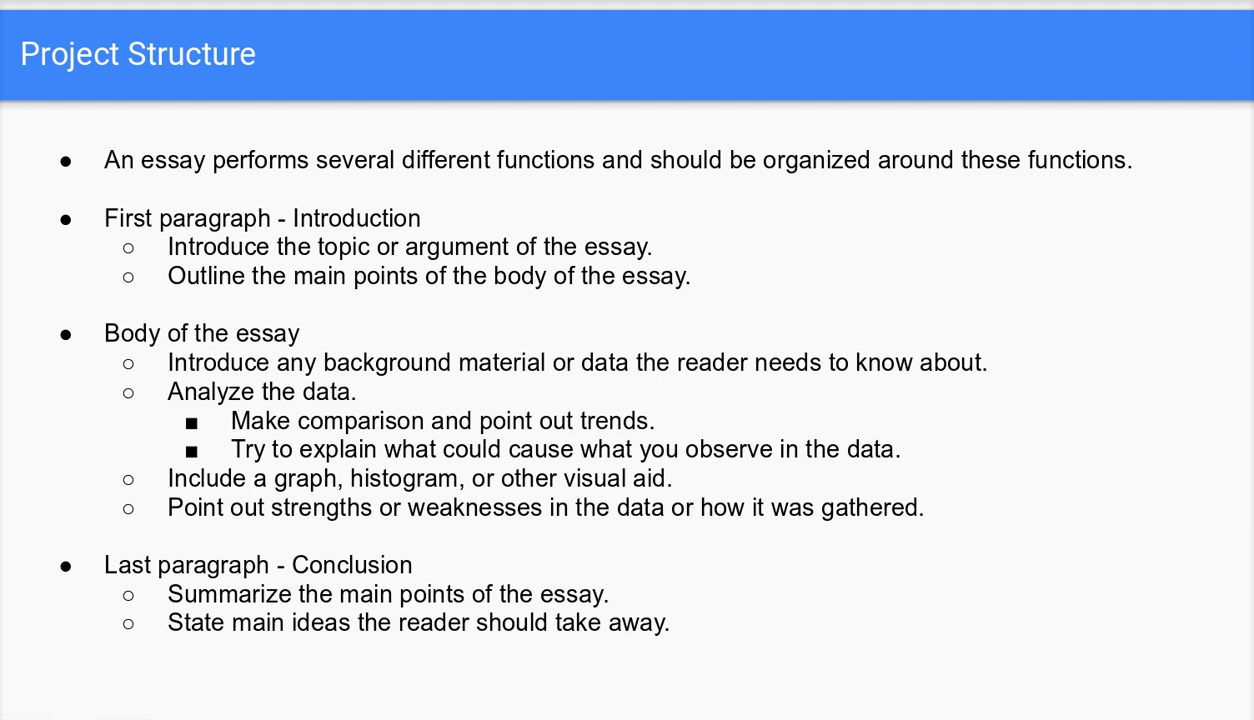 Project Structure
● An essay performs several different functions and should be organized around these functions.
● First paragraph - Introduction
○ Introduce the topic or argument of the essay.
○ Outline the main points of the body of the essay.
● Body of the essay
○ Introduce any background material or data the reader needs to know about.
○ Analyze the data.
■ Make comparison and point out trends.
■ Try to explain what could cause what you observe in the data.
○ Include a graph, histogram, or other visual aid.
○ Point out strengths or weaknesses in the data or how it was gathered.
● Last paragraph - Conclusion
○ Summarize the main points of the essay.
○ State main ideas the reader should take away.